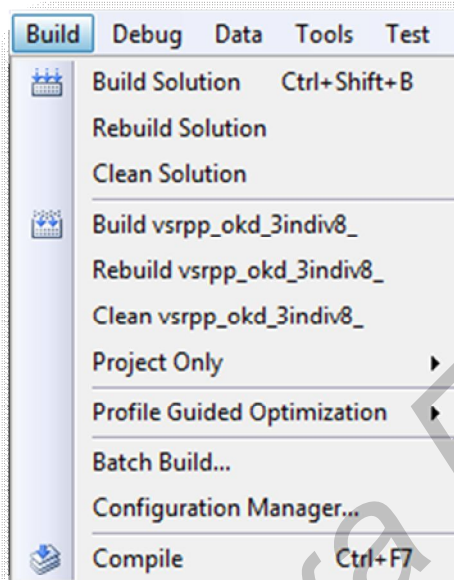 Build Debug Data Tools Test
Build Solution Ctrl+Shift+B
Rebuild Solution
Clean Solution
Build vsrpp_okd_3indiv8_
Rebuild vsrpp_okd_3indiv8_
Clean vsrpp_okd_3indiv8_
Project Only
Profile Guided Optimization
Batch Build...
Configuration Manager...
Compile Ctrl+F7